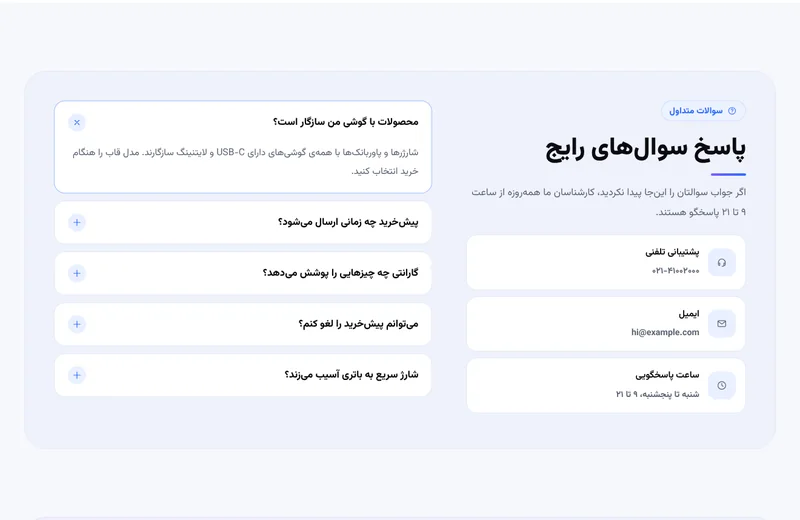 سوالات متداول
پاسخ سوال‌های رایج
اگر جواب سوالتان را این‌جا پیدا نکردید، کارشناسان ما همه‌روزه از ساعت
۹ تا ۲۱ پاسخگو هستند.
پشتیبانی تلفنی
۰۲۱-۴۱۰۰۲۰۰۰
ایمیل
hi@example.com
ساعت پاسخگویی
شنبه تا پنجشنبه، ۹ تا ۲۱
محصولات با گوشی من سازگار است؟
شارژرها و پاوربانک‌ها با همه‌ی گوشی‌های دارای USB-C و لایتنینگ سازگارند. مدل قاب را هنگام
خرید انتخاب کنید.
پیش‌خرید چه زمانی ارسال می‌شود؟
گارانتی چه چیزهایی را پوشش می‌دهد؟
می‌توانم پیش‌خرید را لغو کنم؟
شارژ سریع به باتری آسیب می‌زند؟